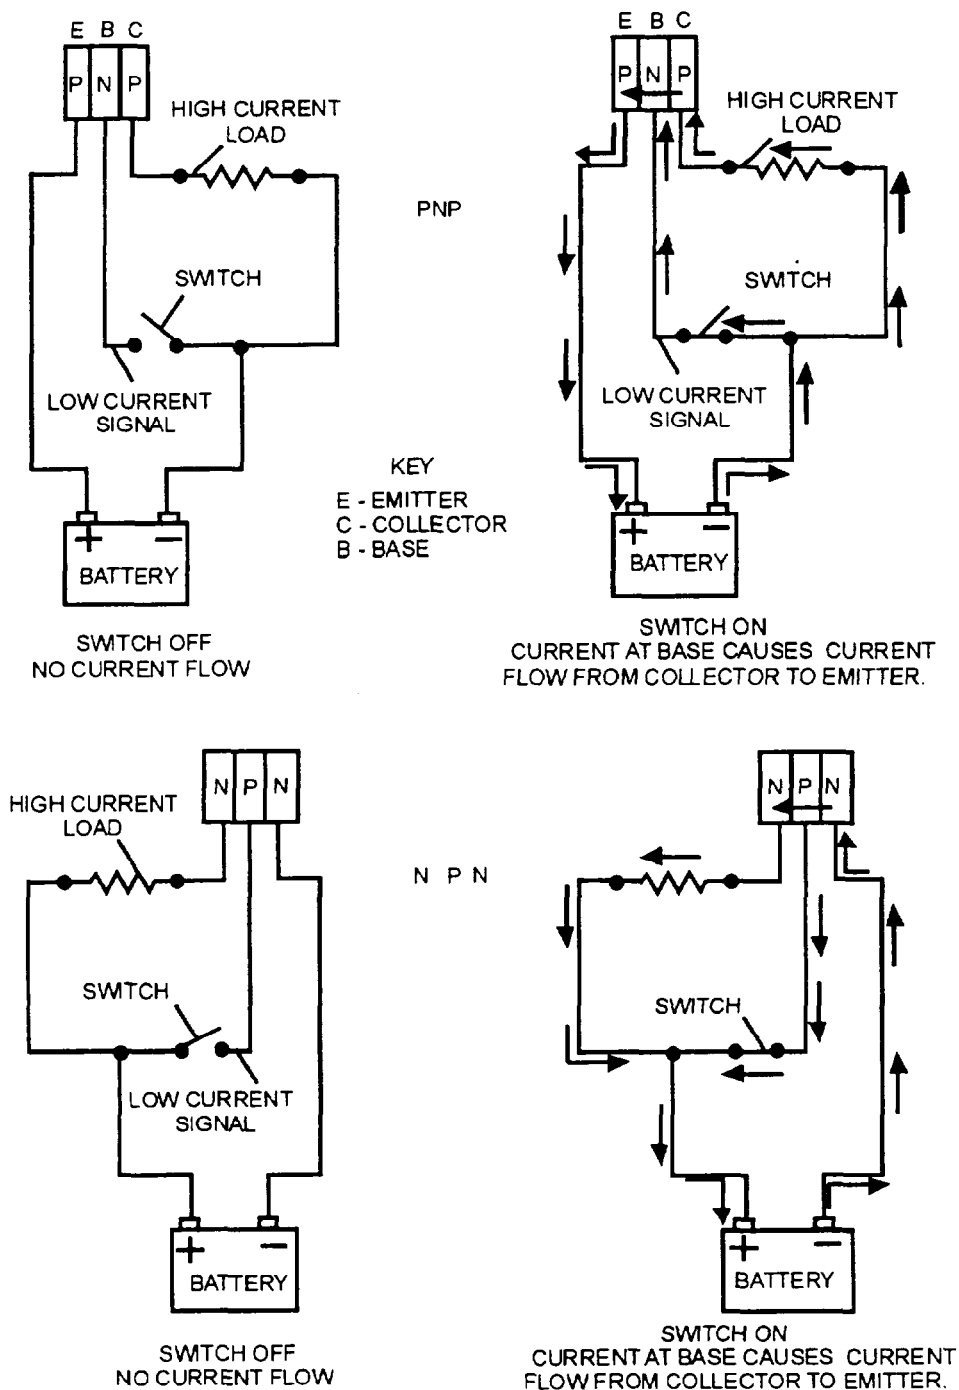 E B C
P N P
HIGH CURRENT
LOAD
SWITCH
LOW CURRENT
SIGNAL
+ −
BATTERY
SWITCH OFF
NO CURRENT FLOW
PNP
KEY
E - EMITTER
C - COLLECTOR
B - BASE
E B C
P N P
HIGH CURRENT
LOAD
SWITCH
LOW CURRENT
SIGNAL
+ −
BATTERY
SWITCH ON
CURRENT AT BASE CAUSES CURRENT
FLOW FROM COLLECTOR TO EMITTER.
N P N
HIGH CURRENT
LOAD
SWITCH
LOW CURRENT
SIGNAL
+ −
BATTERY
SWITCH OFF
NO CURRENT FLOW
N P N
N P N
SWITCH
+ −
BATTERY
SWITCH ON
CURRENT AT BASE CAUSES CURRENT
FLOW FROM COLLECTOR TO EMITTER.